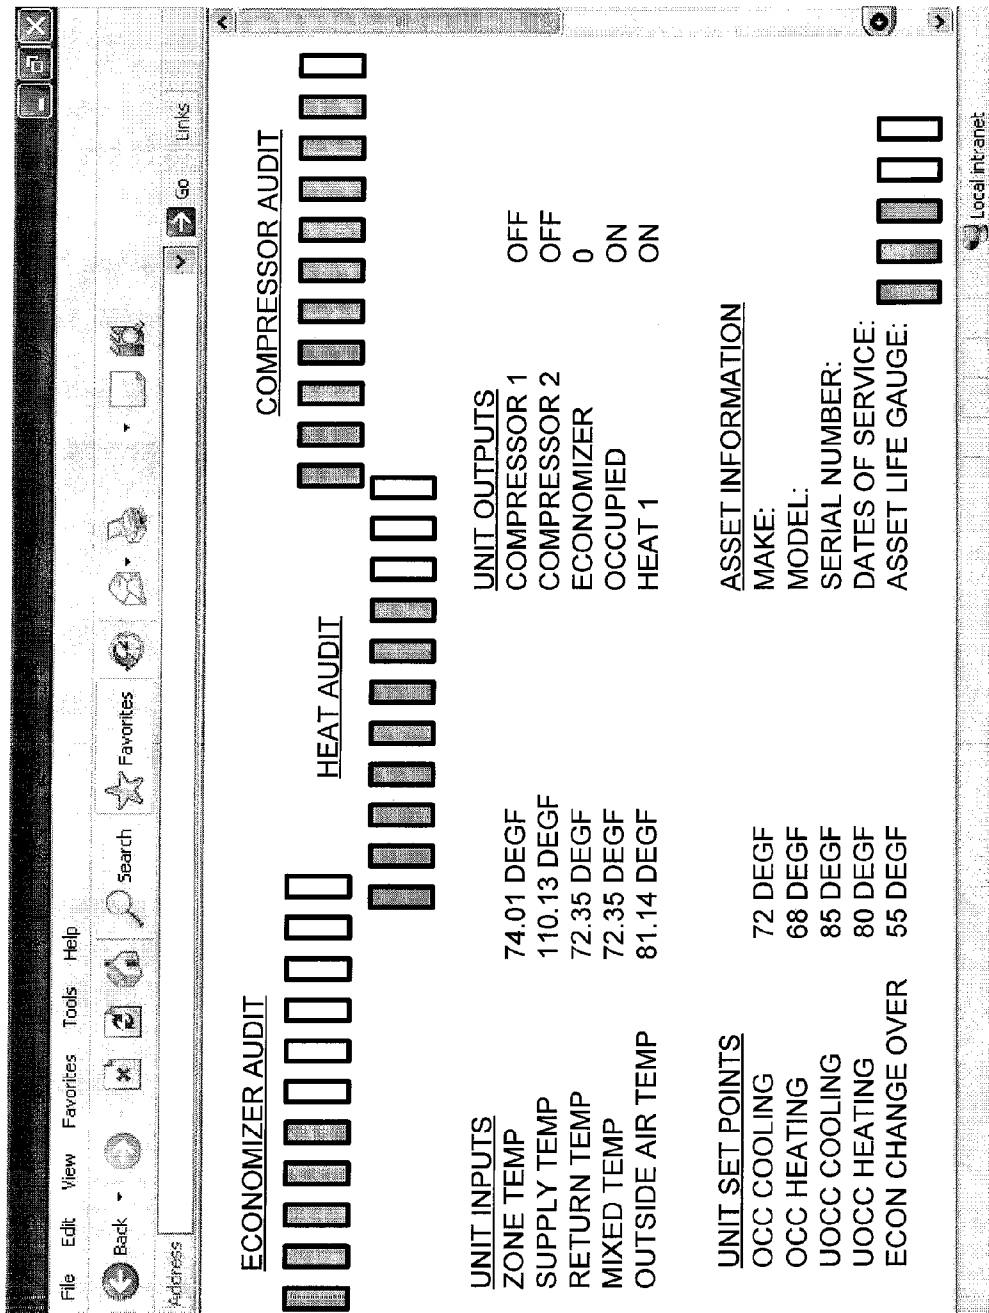 File Edit View Favorites Tools Help
Back Search Favorites
Address Go Links
ECONOMIZER AUDIT
HEAT AUDIT
COMPRESSOR AUDIT
UNIT INPUTS
ZONE TEMP 74.01 DEGF
SUPPLY TEMP 110.13 DEGF
RETURN TEMP 72.35 DEGF
MIXED TEMP 72.35 DEGF
OUTSIDE AIR TEMP 81.14 DEGF
UNIT OUTPUTS
COMPRESSOR 1 OFF
COMPRESSOR 2 OFF
ECONOMIZER 0
OCCUPIED ON
HEAT 1 ON
UNIT SET POINTS
OCC COOLING 72 DEGF
OCC HEATING 68 DEGF
UOCC COOLING 85 DEGF
UOCC HEATING 80 DEGF
ECON CHANGE OVER 55 DEGF
ASSET INFORMATION
MAKE:
MODEL:
SERIAL NUMBER:
DATES OF SERVICE:
ASSET LIFE GAUGE:
Local intranet